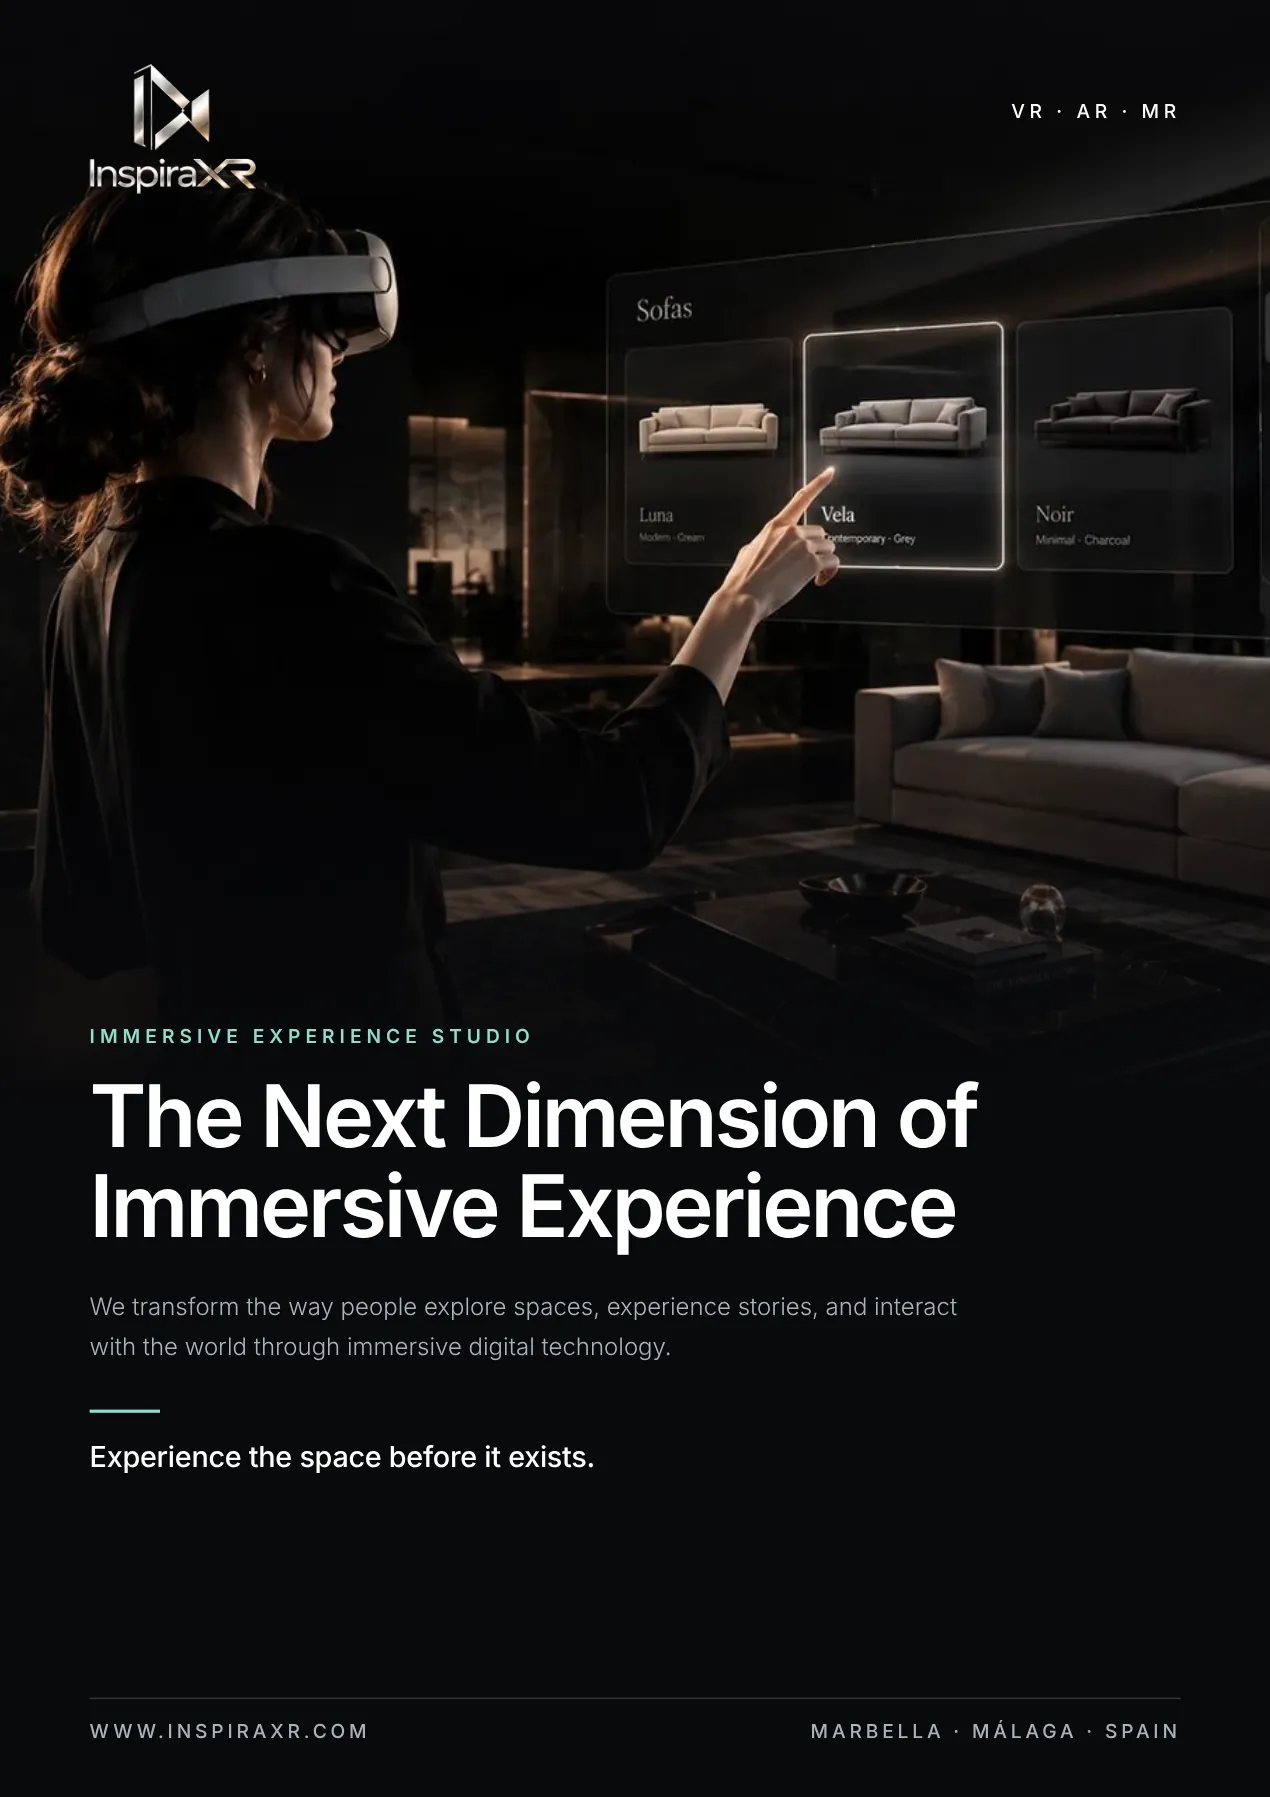 InspiraXR
VR · AR · MR
Sofas
Luna
Modern · Cream
Vela
Contemporary · Grey
Noir
Minimal · Charcoal
IMMERSIVE EXPERIENCE STUDIO
The Next Dimension of
Immersive Experience
We transform the way people explore spaces, experience stories, and interact
with the world through immersive digital technology.
Experience the space before it exists.
WWW.INSPIRAXR.COM
MARBELLA · MÁLAGA · SPAIN